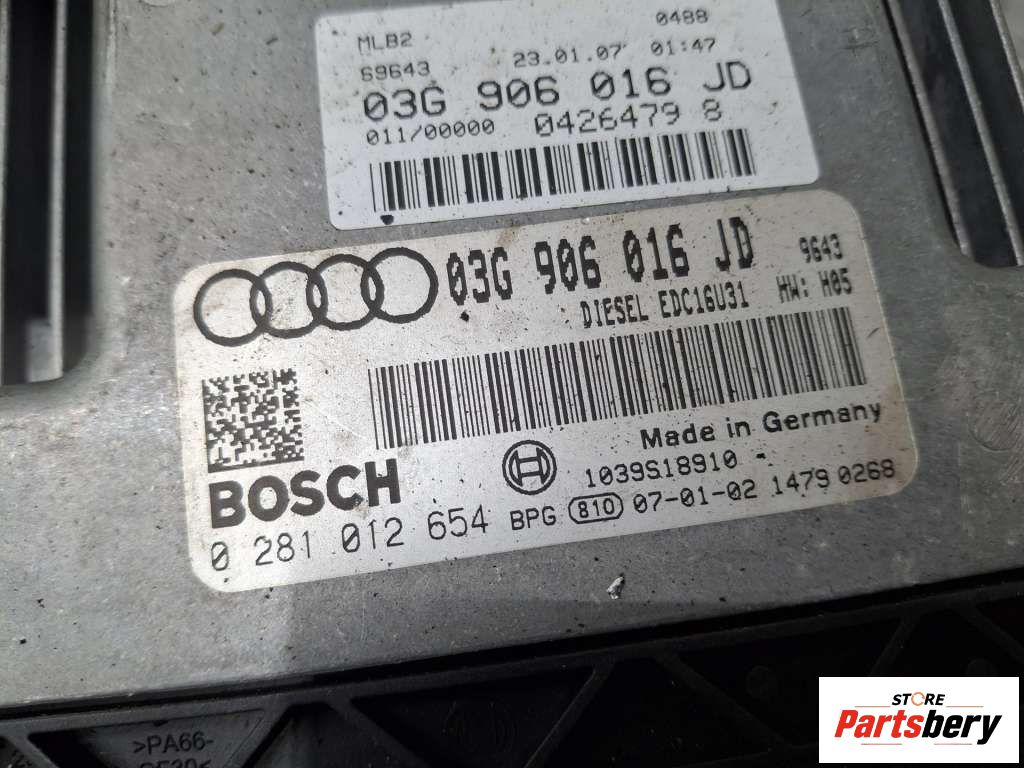 MLB2 0488
S9643 23.01.07 01:47
03G 906 016 JD
011/00000 0426479 8
03G 906 016 JD 9643
DIESEL EDC16U31 HW: H05
Made in Germany
BOSCH 1039S18910
0 281 012 654 BPG 810 07-01-02 1479 0268
>PA66-
STORE
Partsbery